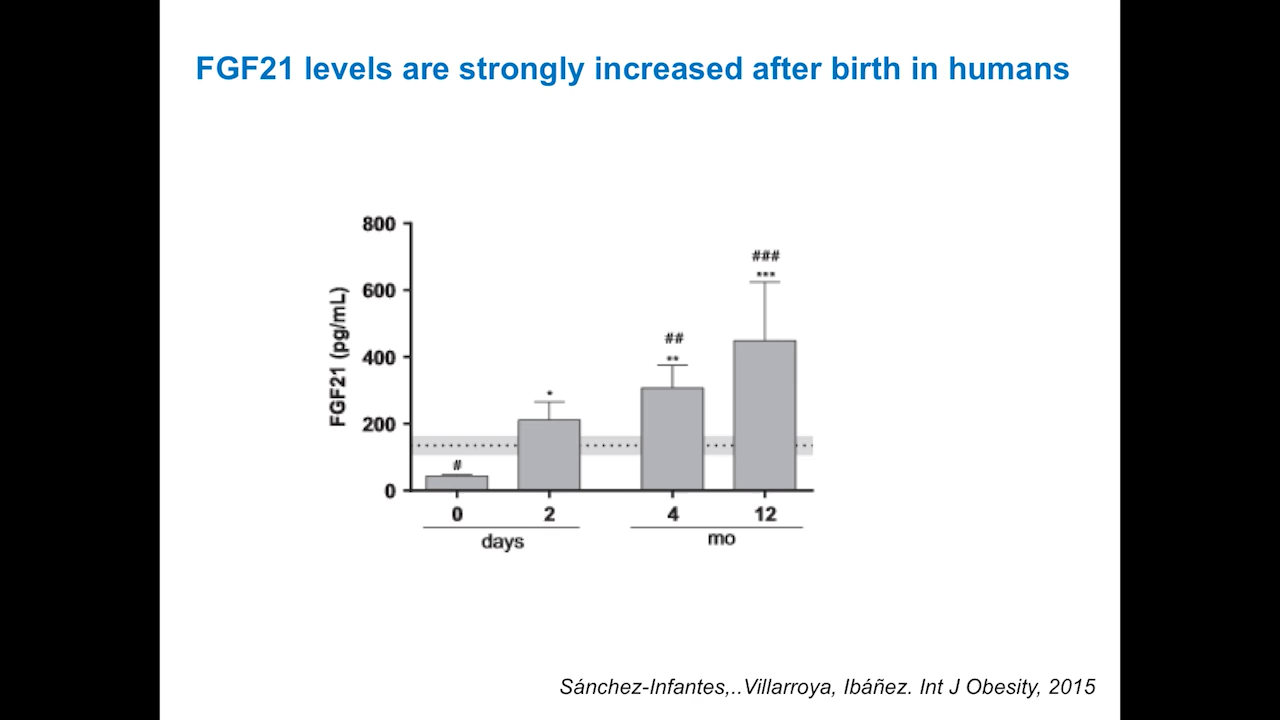 FGF21 levels are strongly increased after birth in humans
800
600
400
200
0
FGF21 (pg/mL)
#
*
##
**
###
***
0 2 4 12
days mo
Sánchez-Infantes,..Villarroya, Ibáñez. Int J Obesity, 2015